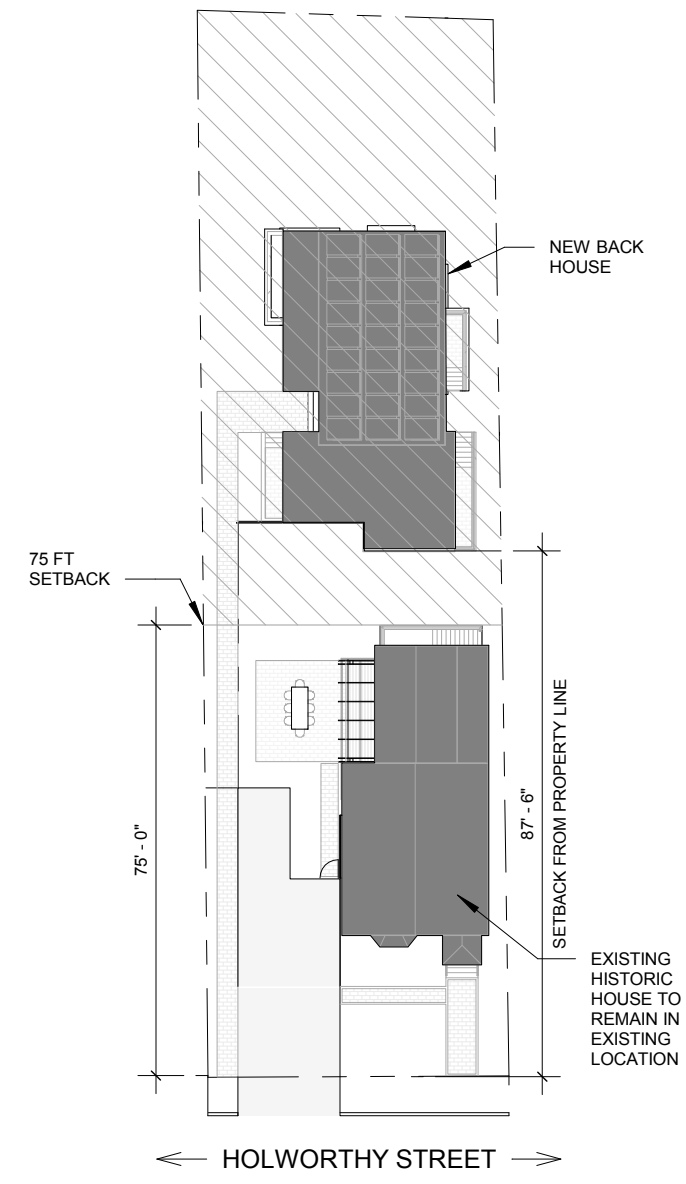 NEW BACK
HOUSE
75 FT
SETBACK
75' - 0"
87' - 6"
SETBACK FROM PROPERTY LINE
EXISTING
HISTORIC
HOUSE TO
REMAIN IN
EXISTING
LOCATION
HOLWORTHY STREET